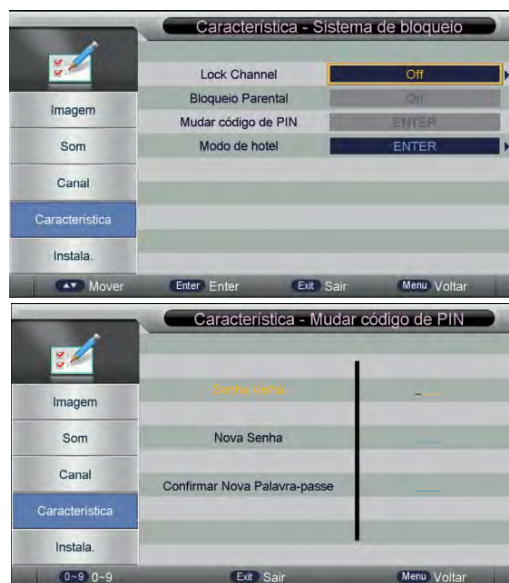 Característica - Sistema de bloqueio
Lock Channel Off
Bloqueio Parental On
Mudar código de PIN ENTER
Modo de hotel ENTER
Imagem
Som
Canal
Característica
Instala.
Mover Enter Enter Exit Sair Menu Voltar
Característica - Mudar código de PIN
Senha
Nova Senha
Confirmar Nova Palavra-passe
Imagem
Som
Canal
Característica
Instala.
0~9 0~9 Exit Sair Menu Voltar